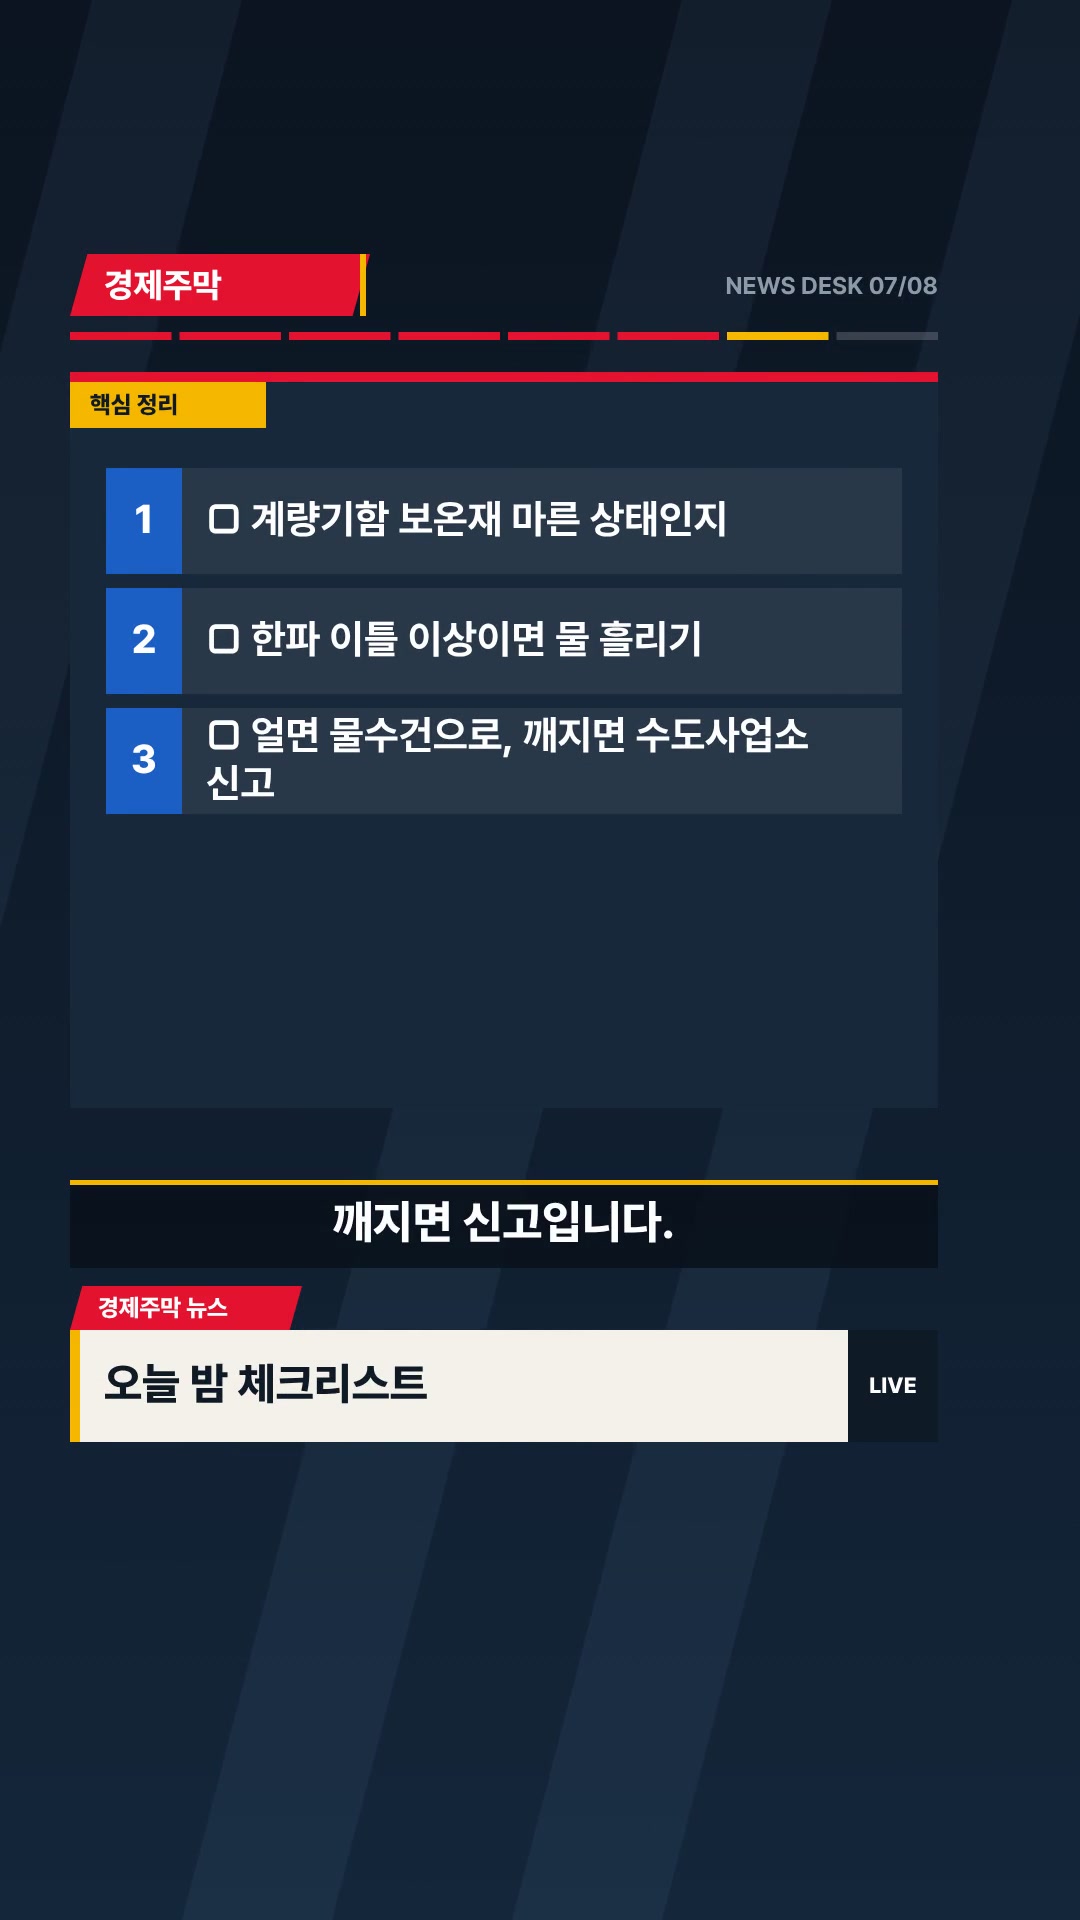 경제주막
NEWS DESK 07/08
핵심 정리
1
□ 계량기함 보온재 마른 상태인지
2
□ 한파 이틀 이상이면 물 흘리기
3
□ 얼면 물수건으로, 깨지면 수도사업소
신고
깨지면 신고입니다.
경제주막 뉴스
오늘 밤 체크리스트
LIVE